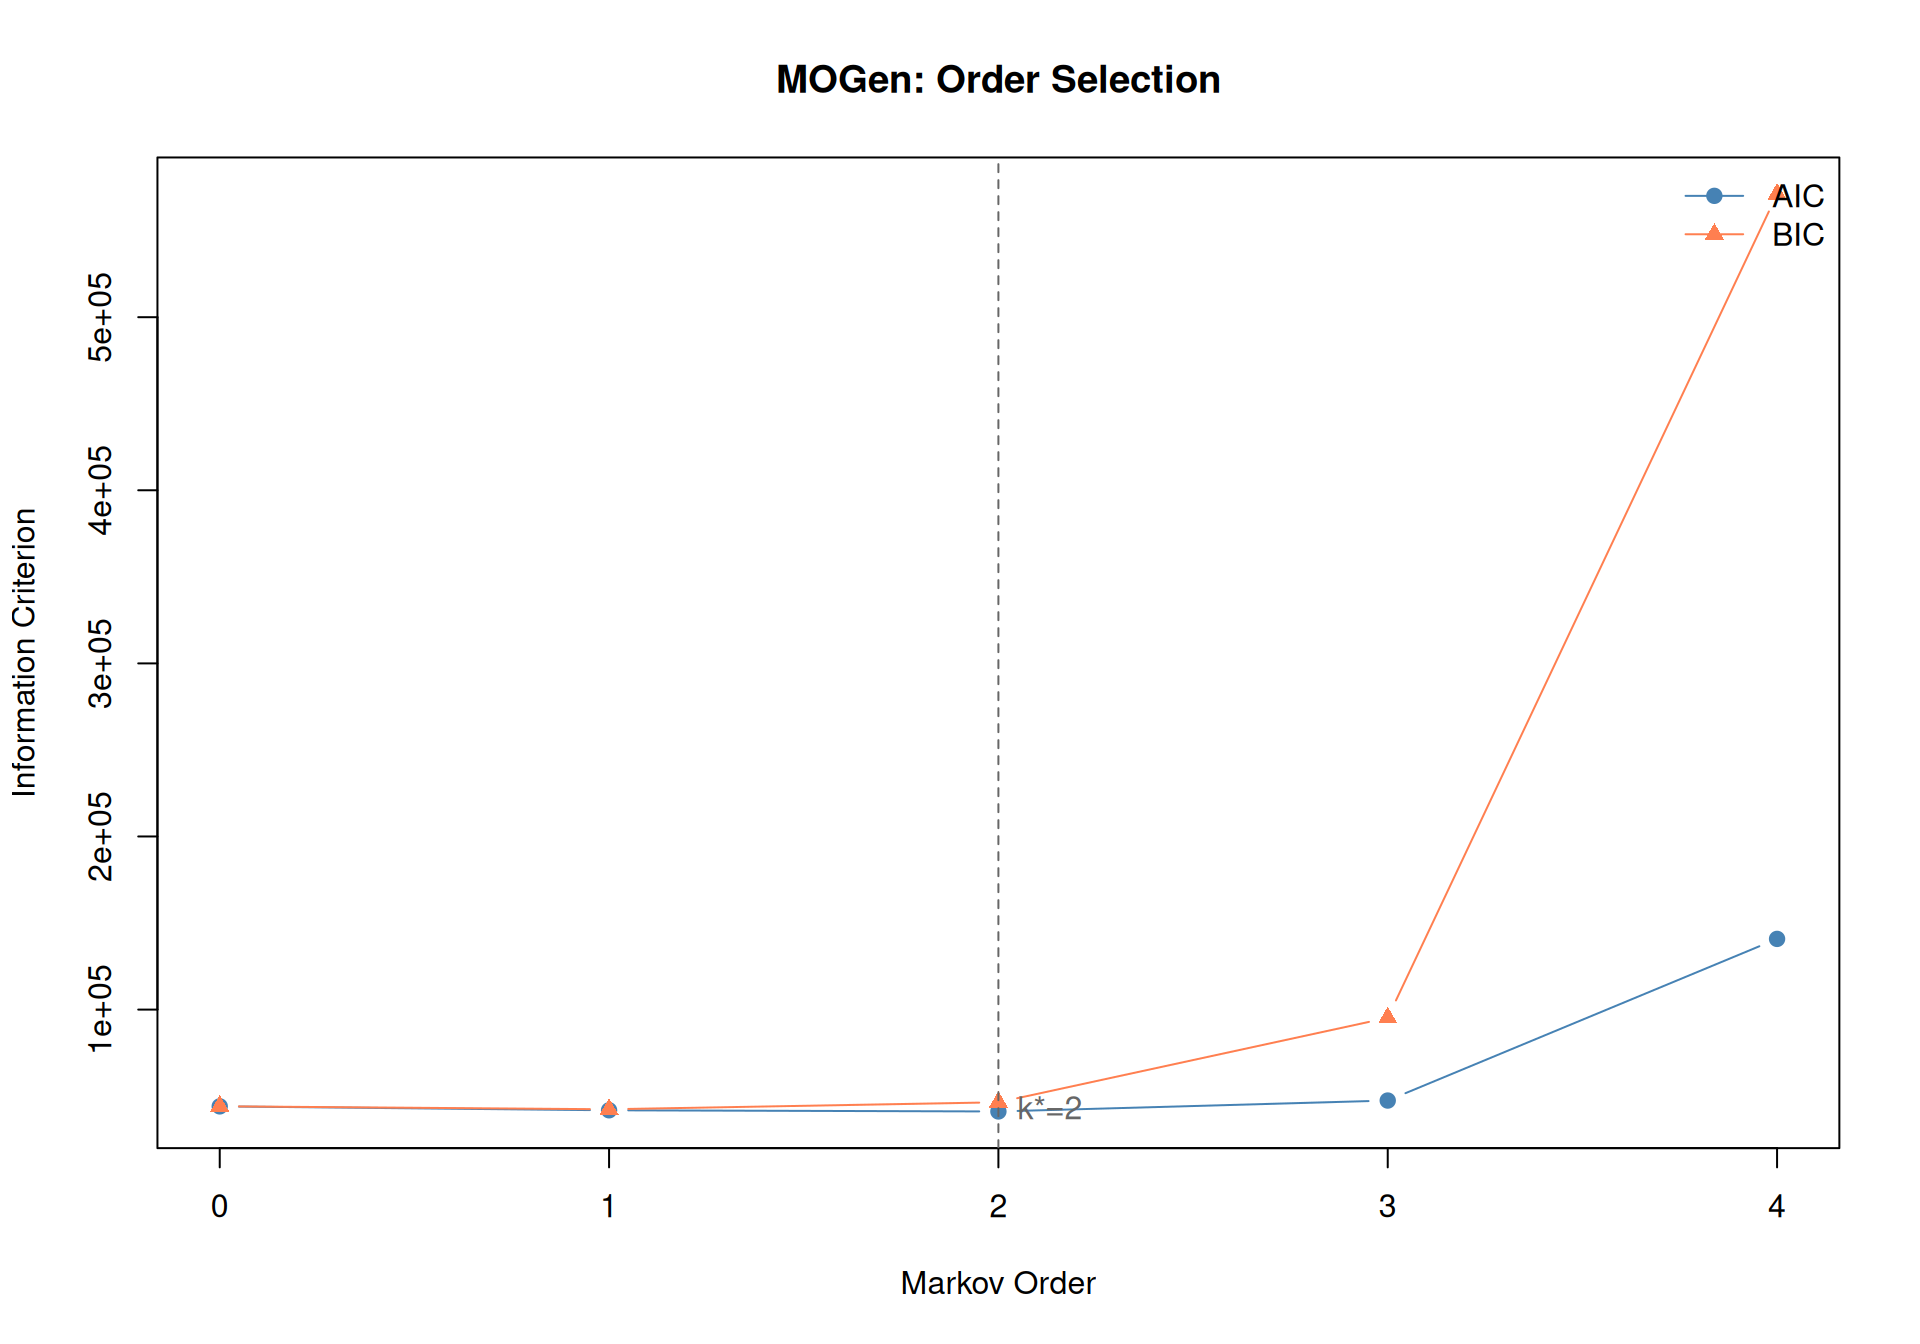 MOGen: Order Selection
AIC
BIC
5e+05
4e+05
3e+05
2e+05
1e+05
Information Criterion
k*=2
0 1 2 3 4
Markov Order